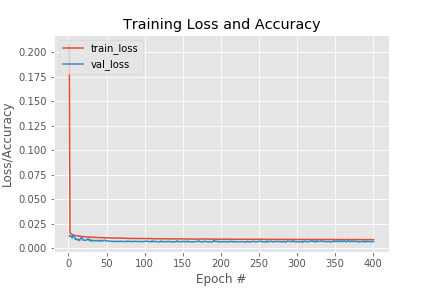 Training Loss and Accuracy
train_loss
val_loss
0.200
0.175
0.150
0.125
0.100
0.075
0.050
0.025
0.000
Loss/Accuracy
0 50 100 150 200 250 300 350 400
Epoch #